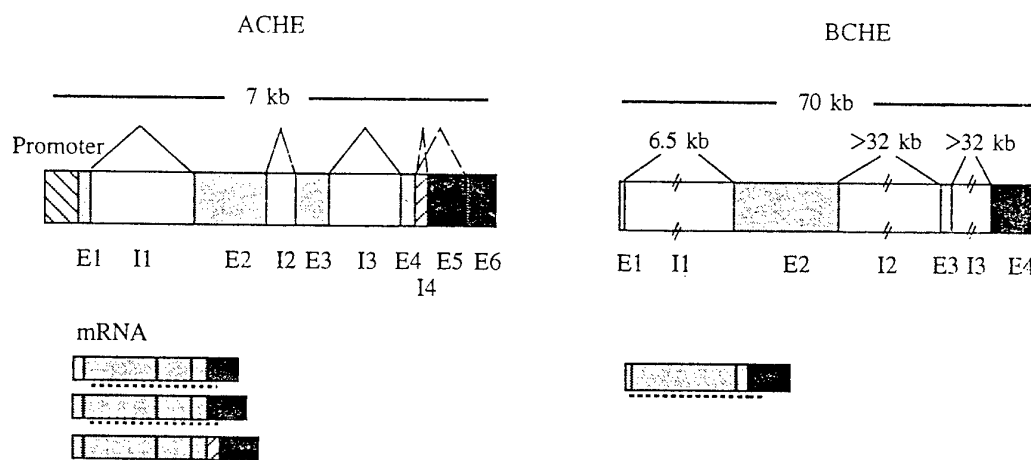 ACHE
BCHE
7 kb
70 kb
Promoter
6.5 kb
>32 kb
>32 kb
E1 I1 E2 I2 E3 I3 E4 E5 E6
I4
E1 I1 E2 I2 E3 I3 E4
mRNA